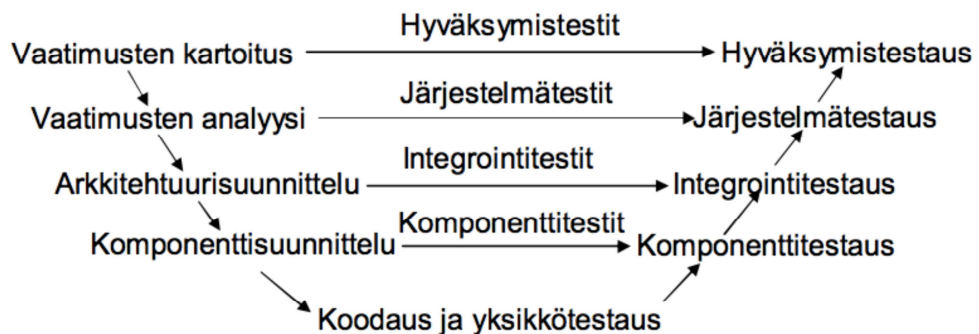 Hyväksymistestit
Vaatimusten kartoitus
Hyväksymistestaus
Järjestelmätestit
Vaatimusten analyysi
Järjestelmätestaus
Integrointitestit
Arkkitehtuurisuunnittelu
Integrointitestaus
Komponenttitestit
Komponenttisuunnittelu
Komponenttitestaus
Koodaus ja yksikkötestaus